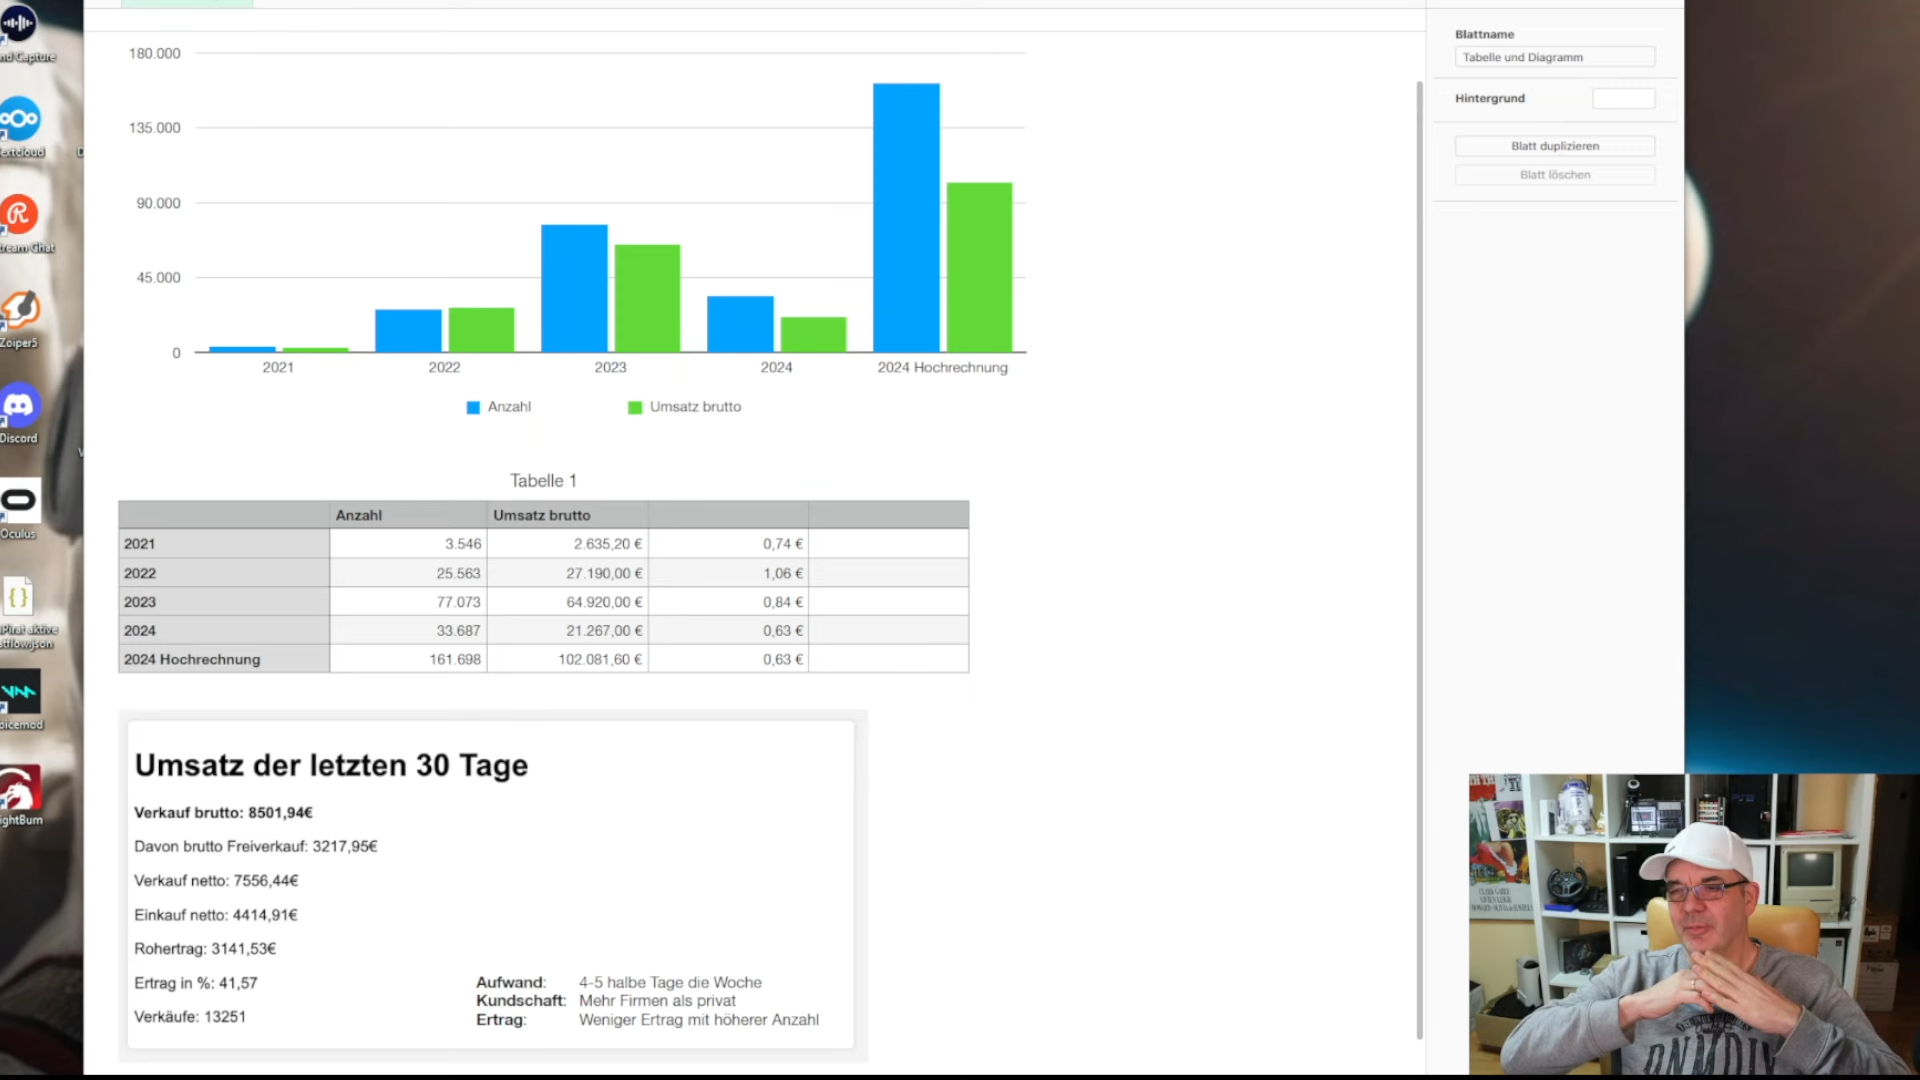 180.000
135.000
90.000
45.000
0
2021 2022 2023 2024 2024 Hochrechnung
Anzahl Umsatz brutto
Tabelle 1
Anzahl Umsatz brutto
2021 3.546 2.635,20 € 0,74 €
2022 25.563 27.190,00 € 1,06 €
2023 77.073 64.920,00 € 0,84 €
2024 33.687 21.267,00 € 0,63 €
2024 Hochrechnung 161.698 102.081,60 € 0,63 €
Umsatz der letzten 30 Tage
Verkauf brutto: 8501,94€
Davon brutto Freiverkauf: 3217,95€
Verkauf netto: 7556,44€
Einkauf netto: 4414,91€
Rohertrag: 3141,53€
Ertrag in %: 41,57
Verkäufe: 13251
Aufwand: 4-5 halbe Tage die Woche
Kundschaft: Mehr Firmen als privat
Ertrag: Weniger Ertrag mit höherer Anzahl
Blattname
Tabelle und Diagramm
Hintergrund
Blatt duplizieren
Blatt löschen
Capture
Zoiper5
Discord
Oculus